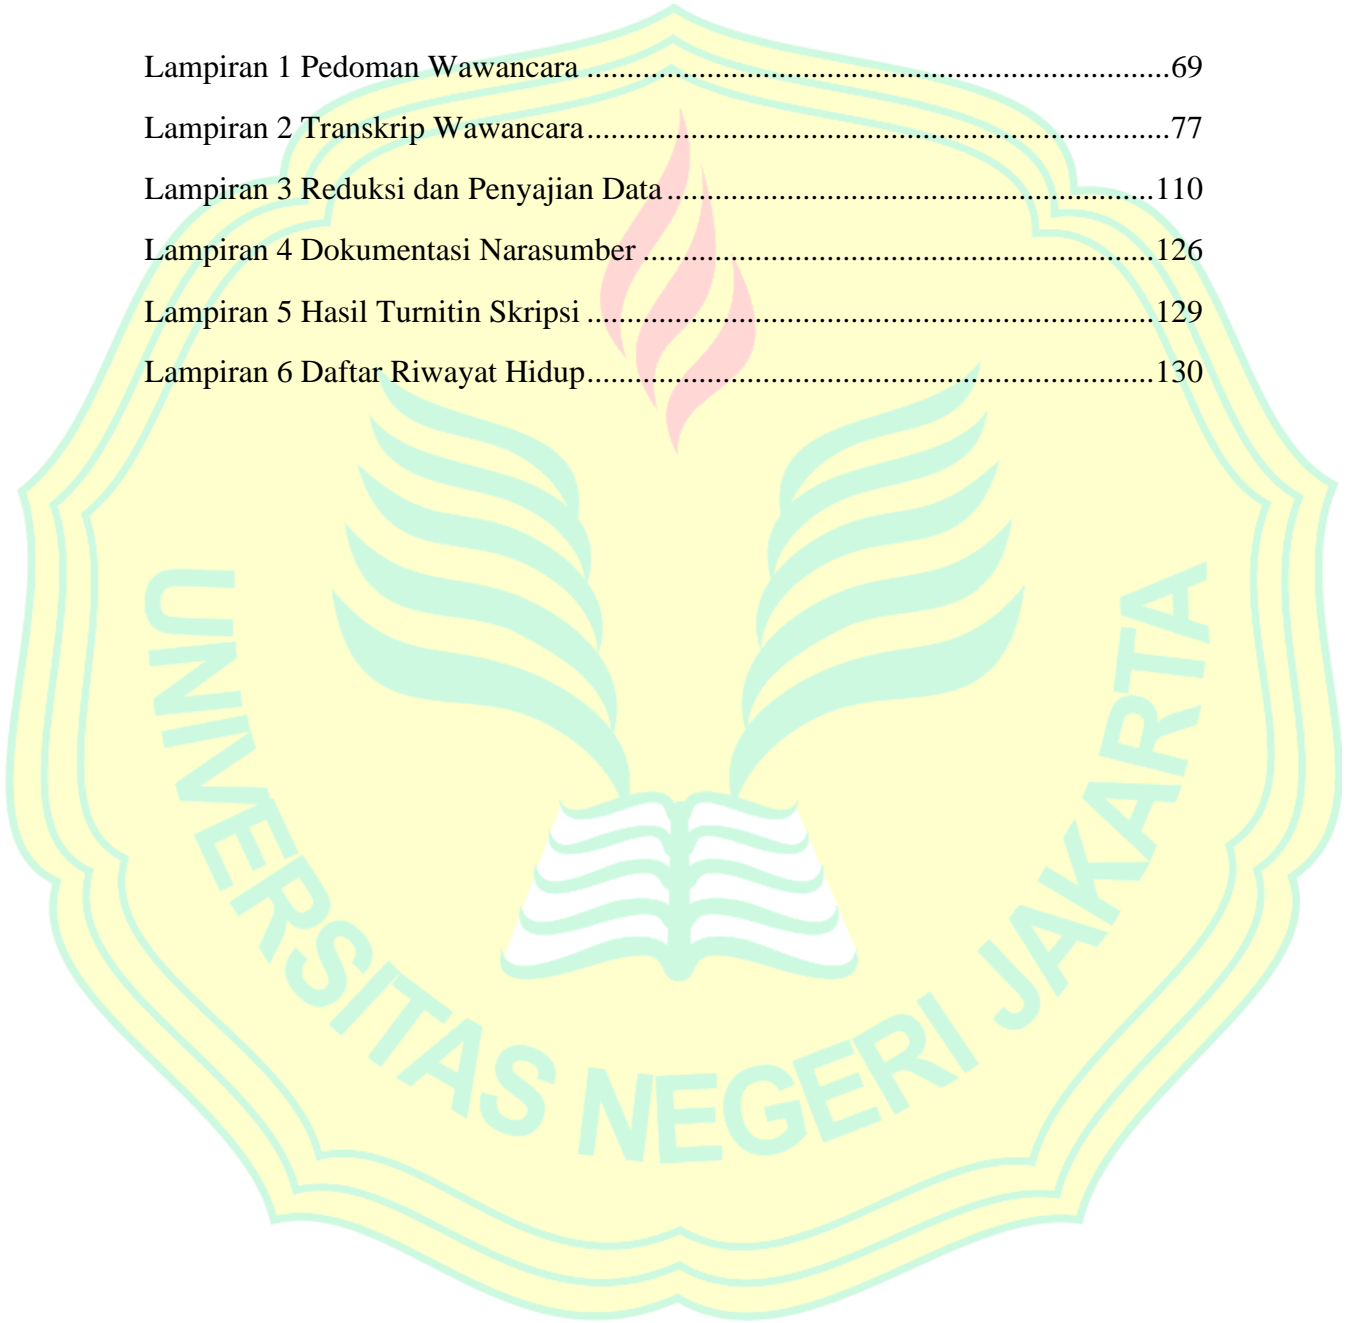 Lampiran 1 Pedoman Wawancara ........................................................................69
Lampiran 2 Transkrip Wawancara........................................................................77
Lampiran 3 Reduksi dan Penyajian Data ............................................................110
Lampiran 4 Dokumentasi Narasumber ...............................................................126
Lampiran 5 Hasil Turnitin Skripsi ......................................................................129
Lampiran 6 Daftar Riwayat Hidup......................................................................130
UNIVERSITAS NEGERI JAKARTA